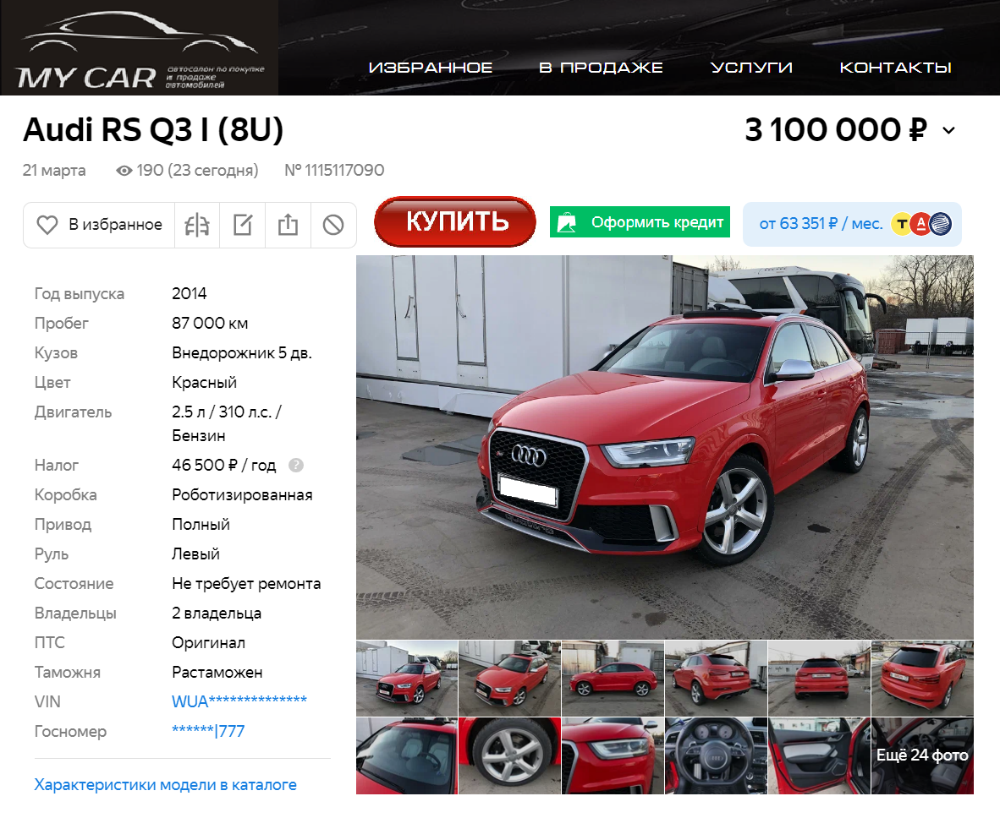 MY CAR
автосалон по покупке
и продаже
автомобилей
ИЗБРАННОЕ
В ПРОДАЖЕ
УСЛУГИ
КОНТАКТЫ
Audi RS Q3 I (8U)
3 100 000 ₽
21 марта
190 (23 сегодня)
№ 1115117090
В избранное
КУПИТЬ
Оформить кредит
от 63 351 ₽ / мес.
Т
А
Год выпуска 2014
Пробег 87 000 км
Кузов Внедорожник 5 дв.
Цвет Красный
Двигатель 2.5 л / 310 л.с. /
Бензин
Налог 46 500 ₽ / год ?
Коробка Роботизированная
Привод Полный
Руль Левый
Состояние Не требует ремонта
Владельцы 2 владельца
ПТС Оригинал
Таможня Растаможен
VIN WUA**************
Госномер ******|777
Характеристики модели в каталоге
Ещё 24 фото